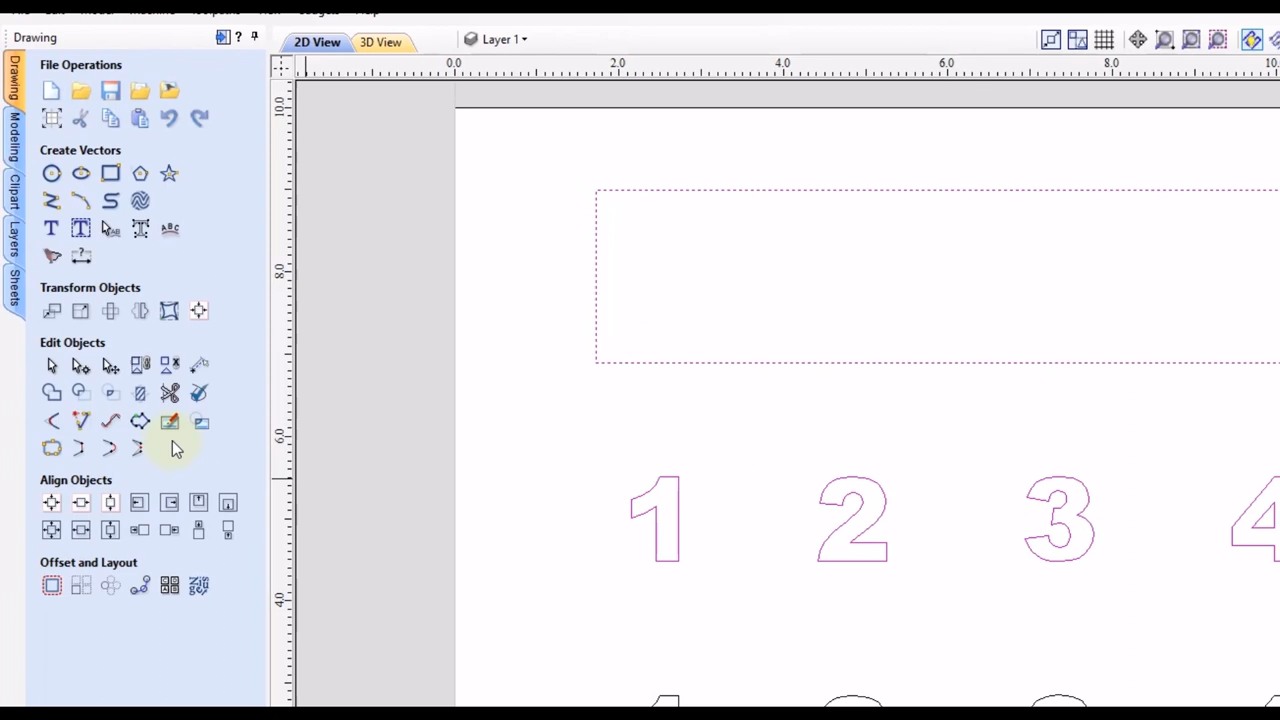 Drawing
?
2D View
3D View
Layer 1
File Operations
Create Vectors
T T AB T ABC
?
Transform Objects
Edit Objects
Align Objects
Offset and Layout
Drawing
Modeling
Clipart
Layers
Sheets
0.0 2.0 4.0 6.0 8.0
10.0
8.0
6.0
4.0
1 2 3 4